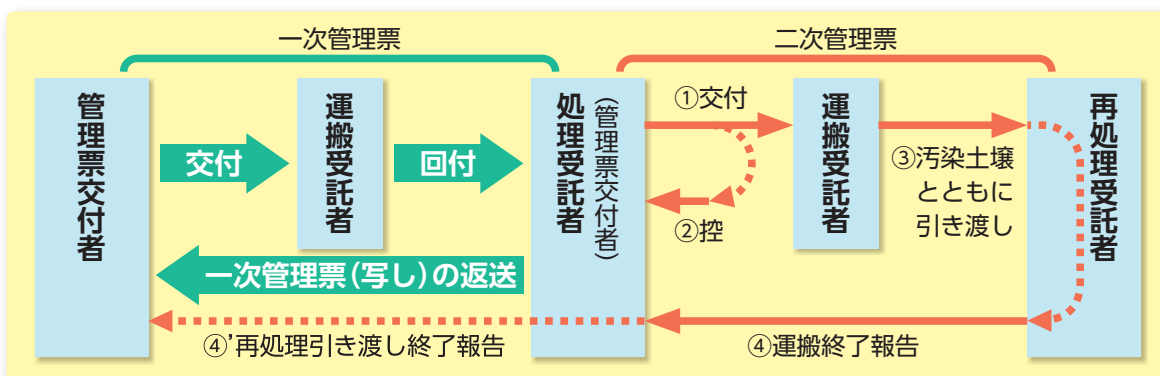 一次管理票
二次管理票
管理票交付者
交付
運搬受託者
回付
処理受託者
（管理票交付者）
①交付
②控
運搬受託者
③汚染土壌
とともに
引き渡し
再処理受託者
一次管理票（写し）の返送
④’再処理引き渡し終了報告
④運搬終了報告